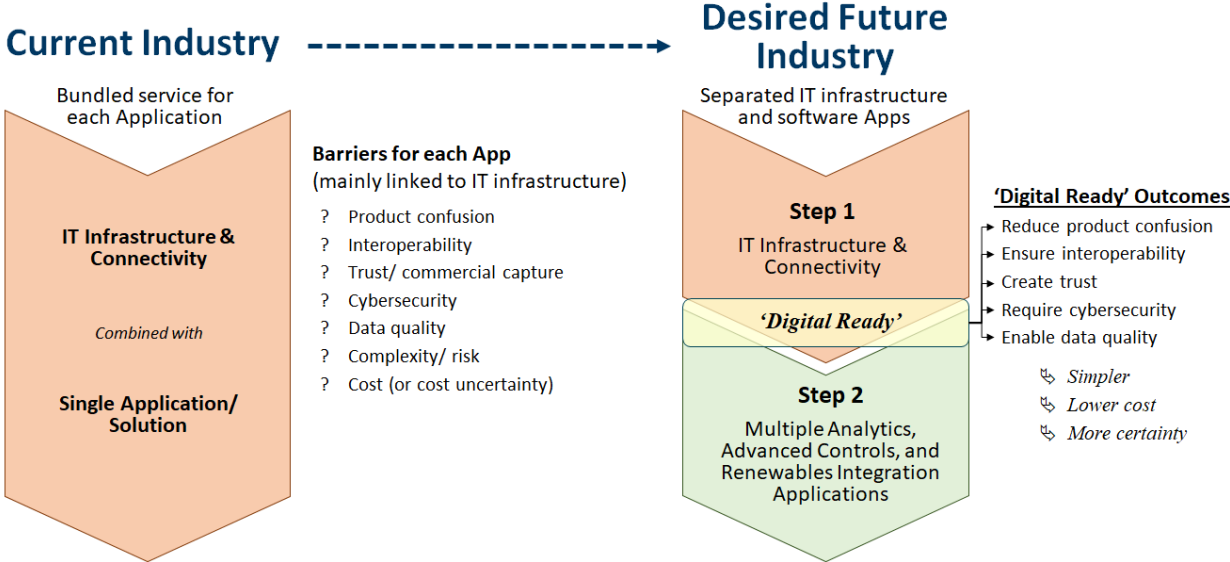 Current Industry
Bundled service for
each Application
IT Infrastructure &
Connectivity
Combined with
Single Application/
Solution
Barriers for each App
(mainly linked to IT infrastructure)
? Product confusion
? Interoperability
? Trust/ commercial capture
? Cybersecurity
? Data quality
? Complexity/ risk
? Cost (or cost uncertainty)
Desired Future
Industry
Separated IT infrastructure
and software Apps
Step 1
IT Infrastructure &
Connectivity
‘Digital Ready’
Step 2
Multiple Analytics,
Advanced Controls, and
Renewables Integration
Applications
‘Digital Ready’ Outcomes
Reduce product confusion
Ensure interoperability
Create trust
Require cybersecurity
Enable data quality
Simpler
Lower cost
More certainty